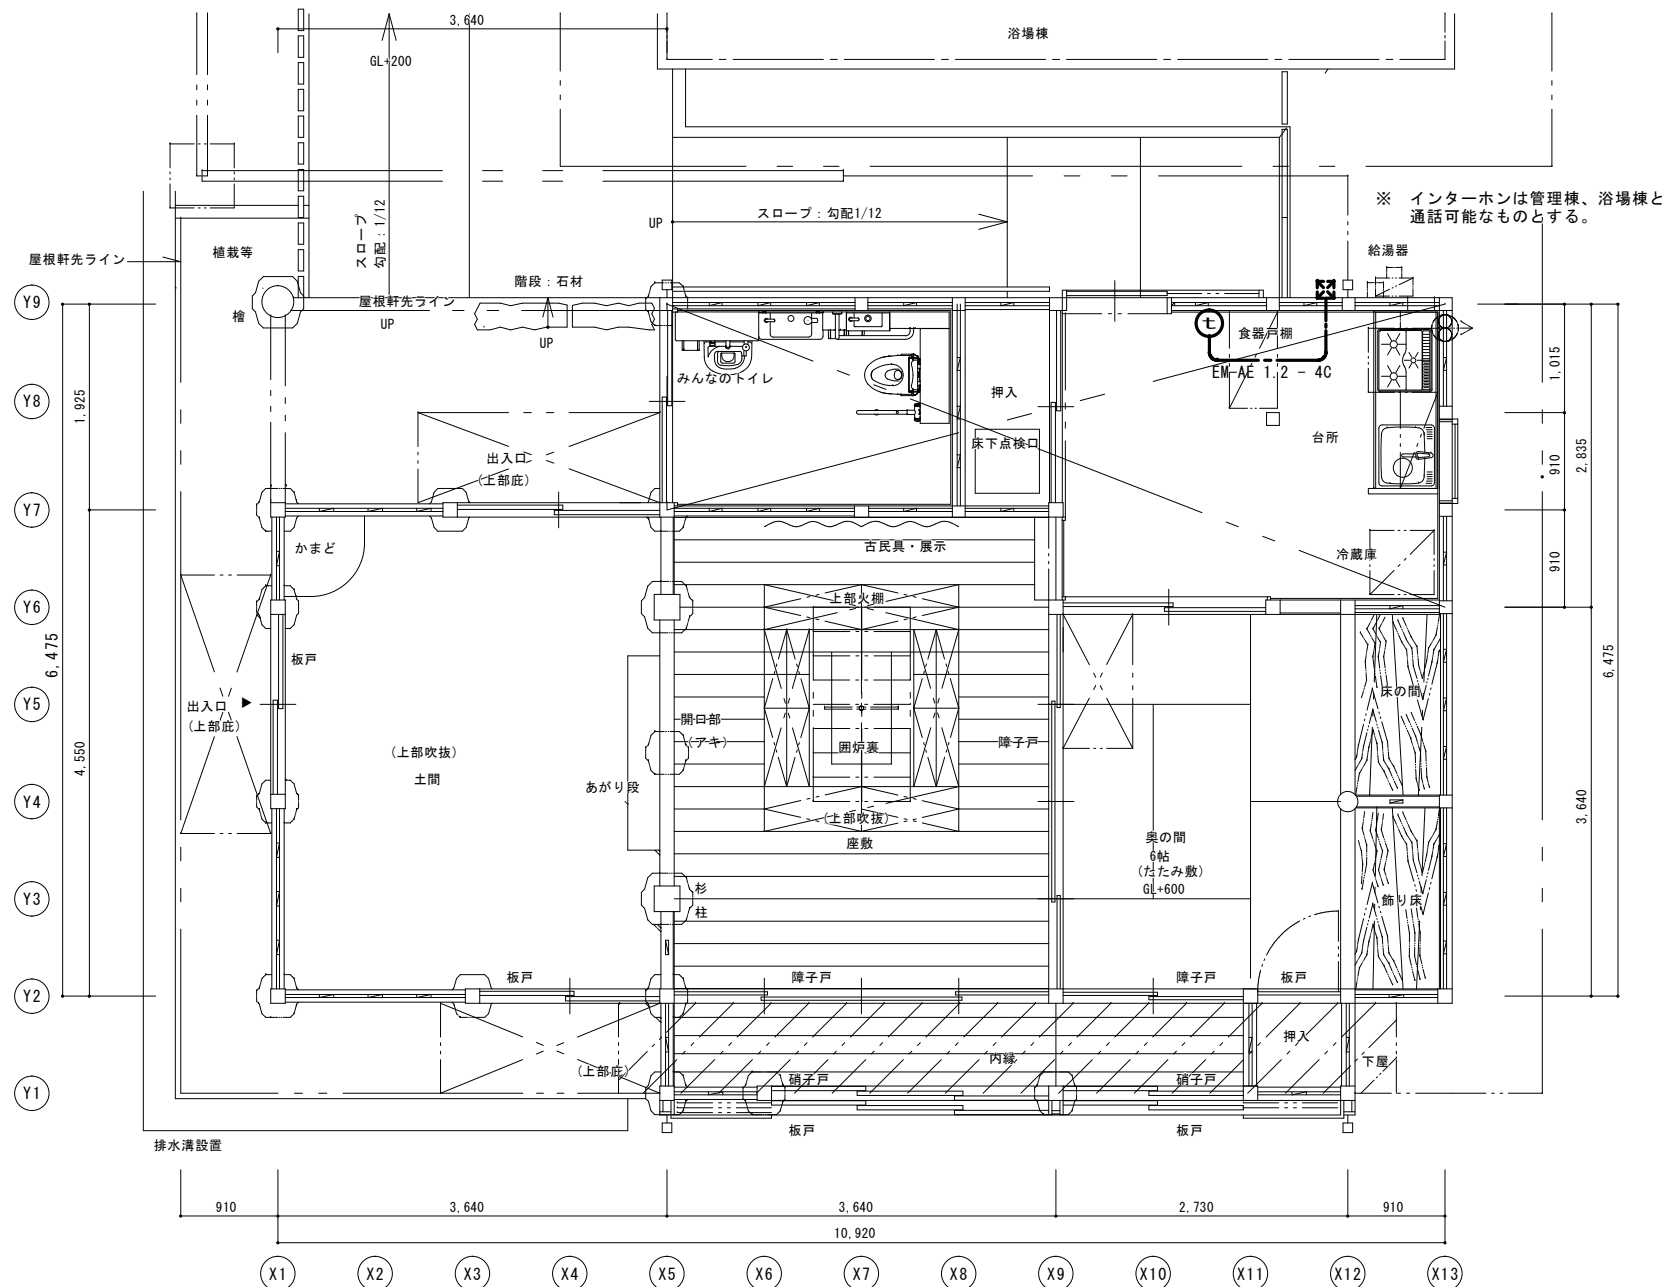 3,640
浴場棟
GL+200
※ インターホンは管理棟、浴場棟と
通話可能なものとする。
スロープ
勾配：1/12
UP
スロープ：勾配1/12
給湯器
屋根軒先ライン
植栽等
階段：石材
Y9
檜
屋根軒先ライン
UP
UP
t
食器戸棚
EM-AE 1.2 - 4C
1,015
みんなのトイレ
押入
Y8
1,925
台所
床下点検口
出入口
(上部庇)
910
2,835
Y7
かまど
古民具・展示
冷蔵庫
910
上部火棚
Y6
6,475
板戸
6,475
Y5
出入口
(上部庇)
開口部
(アキ)
囲炉裏
障子戸
床の間
4,550
(上部吹抜)
土間
あがり段
Y4
(上部吹抜)
座敷
奥の間
6帖
(たたみ敷)
GL+600
3,640
Y3
杉
柱
飾り床
板戸
障子戸
障子戸
板戸
Y2
内縁
押入
下屋
(上部庇)
硝子戸
硝子戸
Y1
板戸
板戸
排水溝設置
910
3,640
3,640
2,730
910
10,920
X1
X2
X3
X4
X5
X6
X7
X8
X9
X10
X11
X12
X13